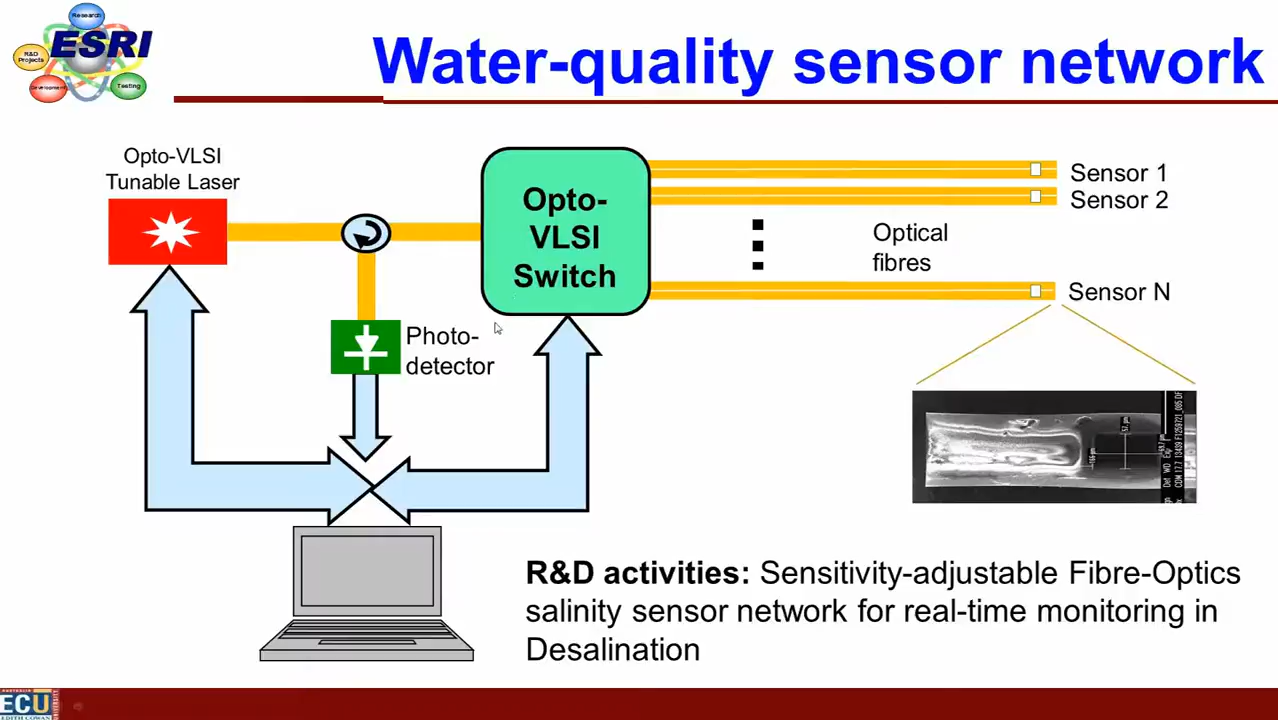 Research
ESRI
R&D
Projects
Development
Testing
Water-quality sensor network
Opto-VLSI
Tunable Laser
Opto-
VLSI
Switch
Sensor 1
Sensor 2
Optical
fibres
Sensor N
Photo-
detector
R&D activities: Sensitivity-adjustable Fibre-Optics
salinity sensor network for real-time monitoring in
Desalination
ECU
EDITH COWAN